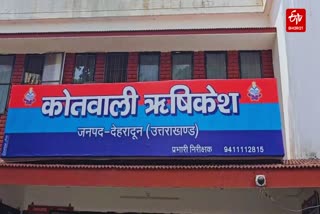 ETV
BHARAT
कोतवाली ऋषिकेश
जनपद-देहरादून (उत्तराखण्ड)
प्रभारी निरीक्षक 9411112815